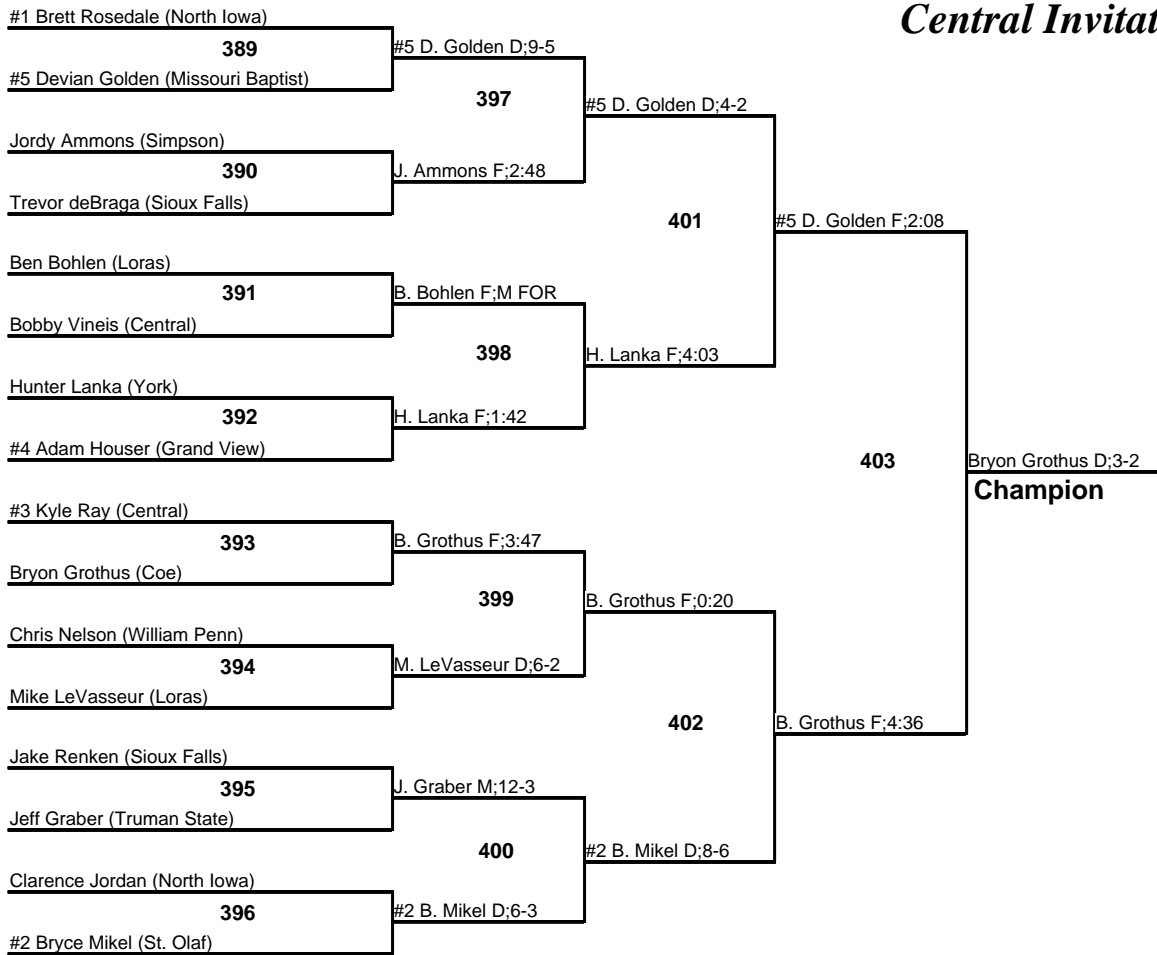 Central Invitat
#1 Brett Rosedale (North Iowa)
389
#5 Devian Golden (Missouri Baptist)
Jordy Ammons (Simpson)
390
Trevor deBraga (Sioux Falls)
Ben Bohlen (Loras)
391
Bobby Vineis (Central)
Hunter Lanka (York)
392
#4 Adam Houser (Grand View)
#3 Kyle Ray (Central)
393
Bryon Grothus (Coe)
Chris Nelson (William Penn)
394
Mike LeVasseur (Loras)
Jake Renken (Sioux Falls)
395
Jeff Graber (Truman State)
Clarence Jordan (North Iowa)
396
#2 Bryce Mikel (St. Olaf)
#5 D. Golden D;9-5
397
J. Ammons F;2:48
B. Bohlen F;M FOR
398
H. Lanka F;1:42
B. Grothus F;3:47
399
M. LeVasseur D;6-2
J. Graber M;12-3
400
#2 B. Mikel D;6-3
#5 D. Golden D;4-2
401
H. Lanka F;4:03
B. Grothus F;0:20
402
#2 B. Mikel D;8-6
#5 D. Golden F;2:08
403
B. Grothus F;4:36
Bryon Grothus D;3-2
Champion